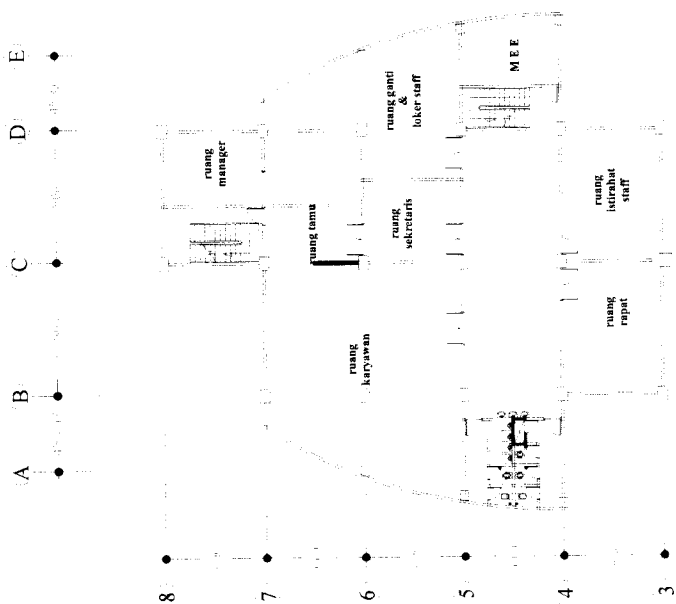 A B C D E
8
ruang
manager
7
ruang tamu
ruang
karyawan
6
ruang
sekretaris
ruang ganti
&
loker staff
5
M E E
4
ruang
rapat
ruang
istirahat
staff
3